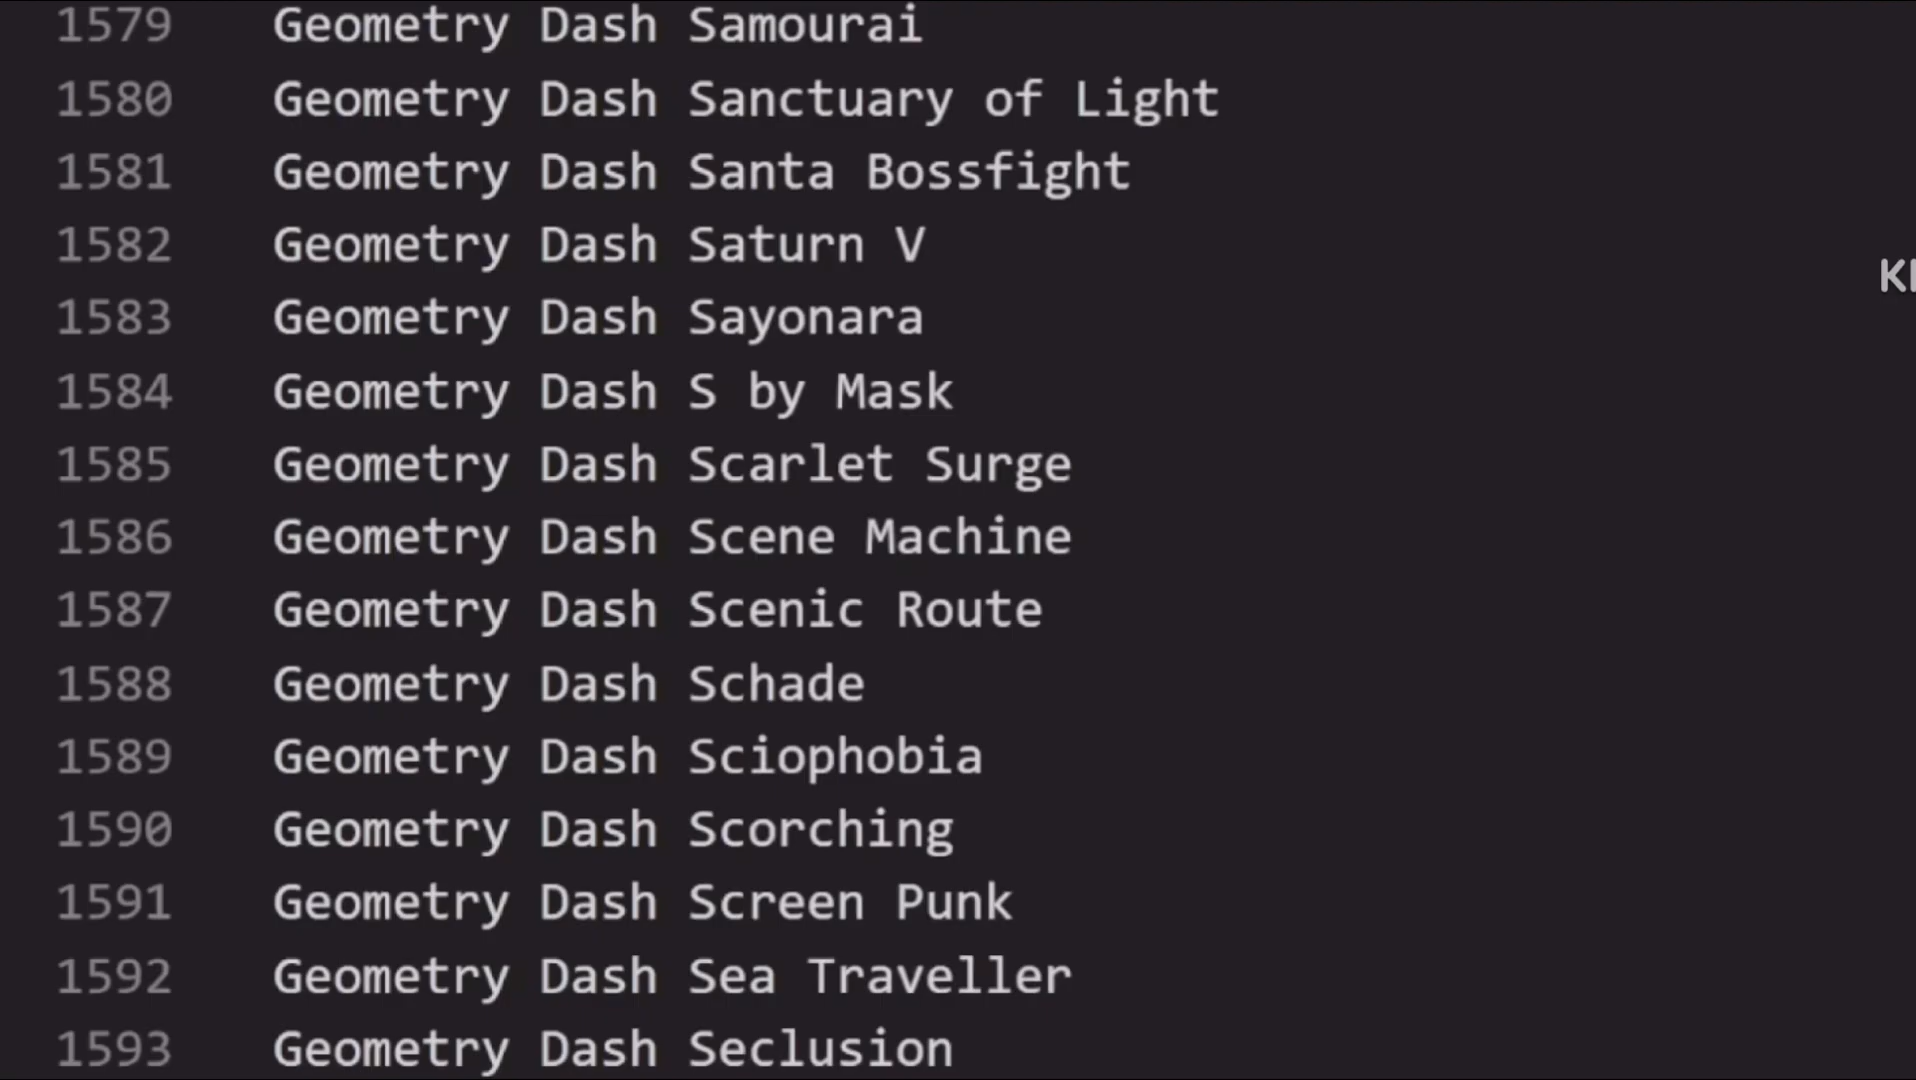 1579 Geometry Dash Samourai
1580 Geometry Dash Sanctuary of Light
1581 Geometry Dash Santa Bossfight
1582 Geometry Dash Saturn V
1583 Geometry Dash Sayonara
1584 Geometry Dash S by Mask
1585 Geometry Dash Scarlet Surge
1586 Geometry Dash Scene Machine
1587 Geometry Dash Scenic Route
1588 Geometry Dash Schade
1589 Geometry Dash Sciophobia
1590 Geometry Dash Scorching
1591 Geometry Dash Screen Punk
1592 Geometry Dash Sea Traveller
1593 Geometry Dash Seclusion